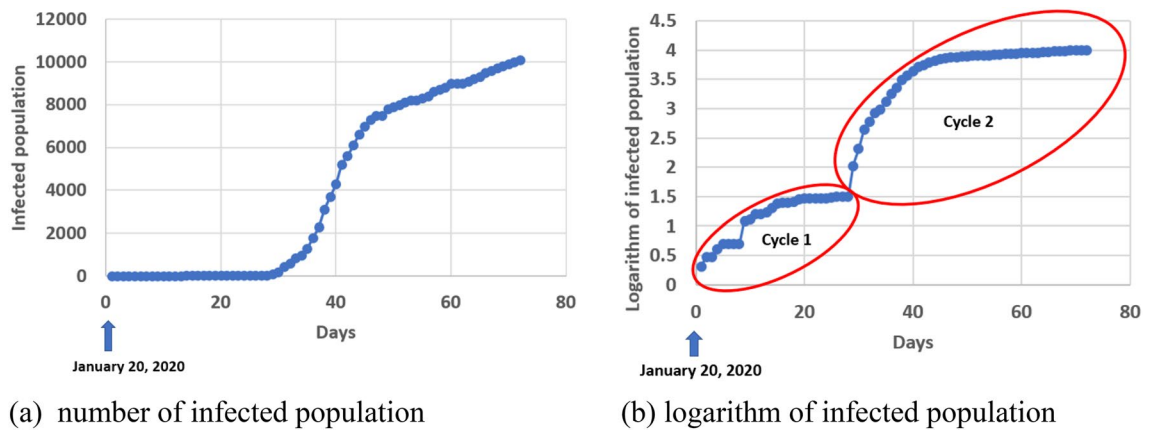 12000
10000
8000
6000
4000
2000
0
Infected population
0 20 40 60 80
Days
January 20, 2020
(a) number of infected population
4.5
4
3.5
3
2.5
2
1.5
1
0.5
0
Logarithm of infected population
Cycle 2
Cycle 1
0 20 40 60 80
Days
January 20, 2020
(b) logarithm of infected population